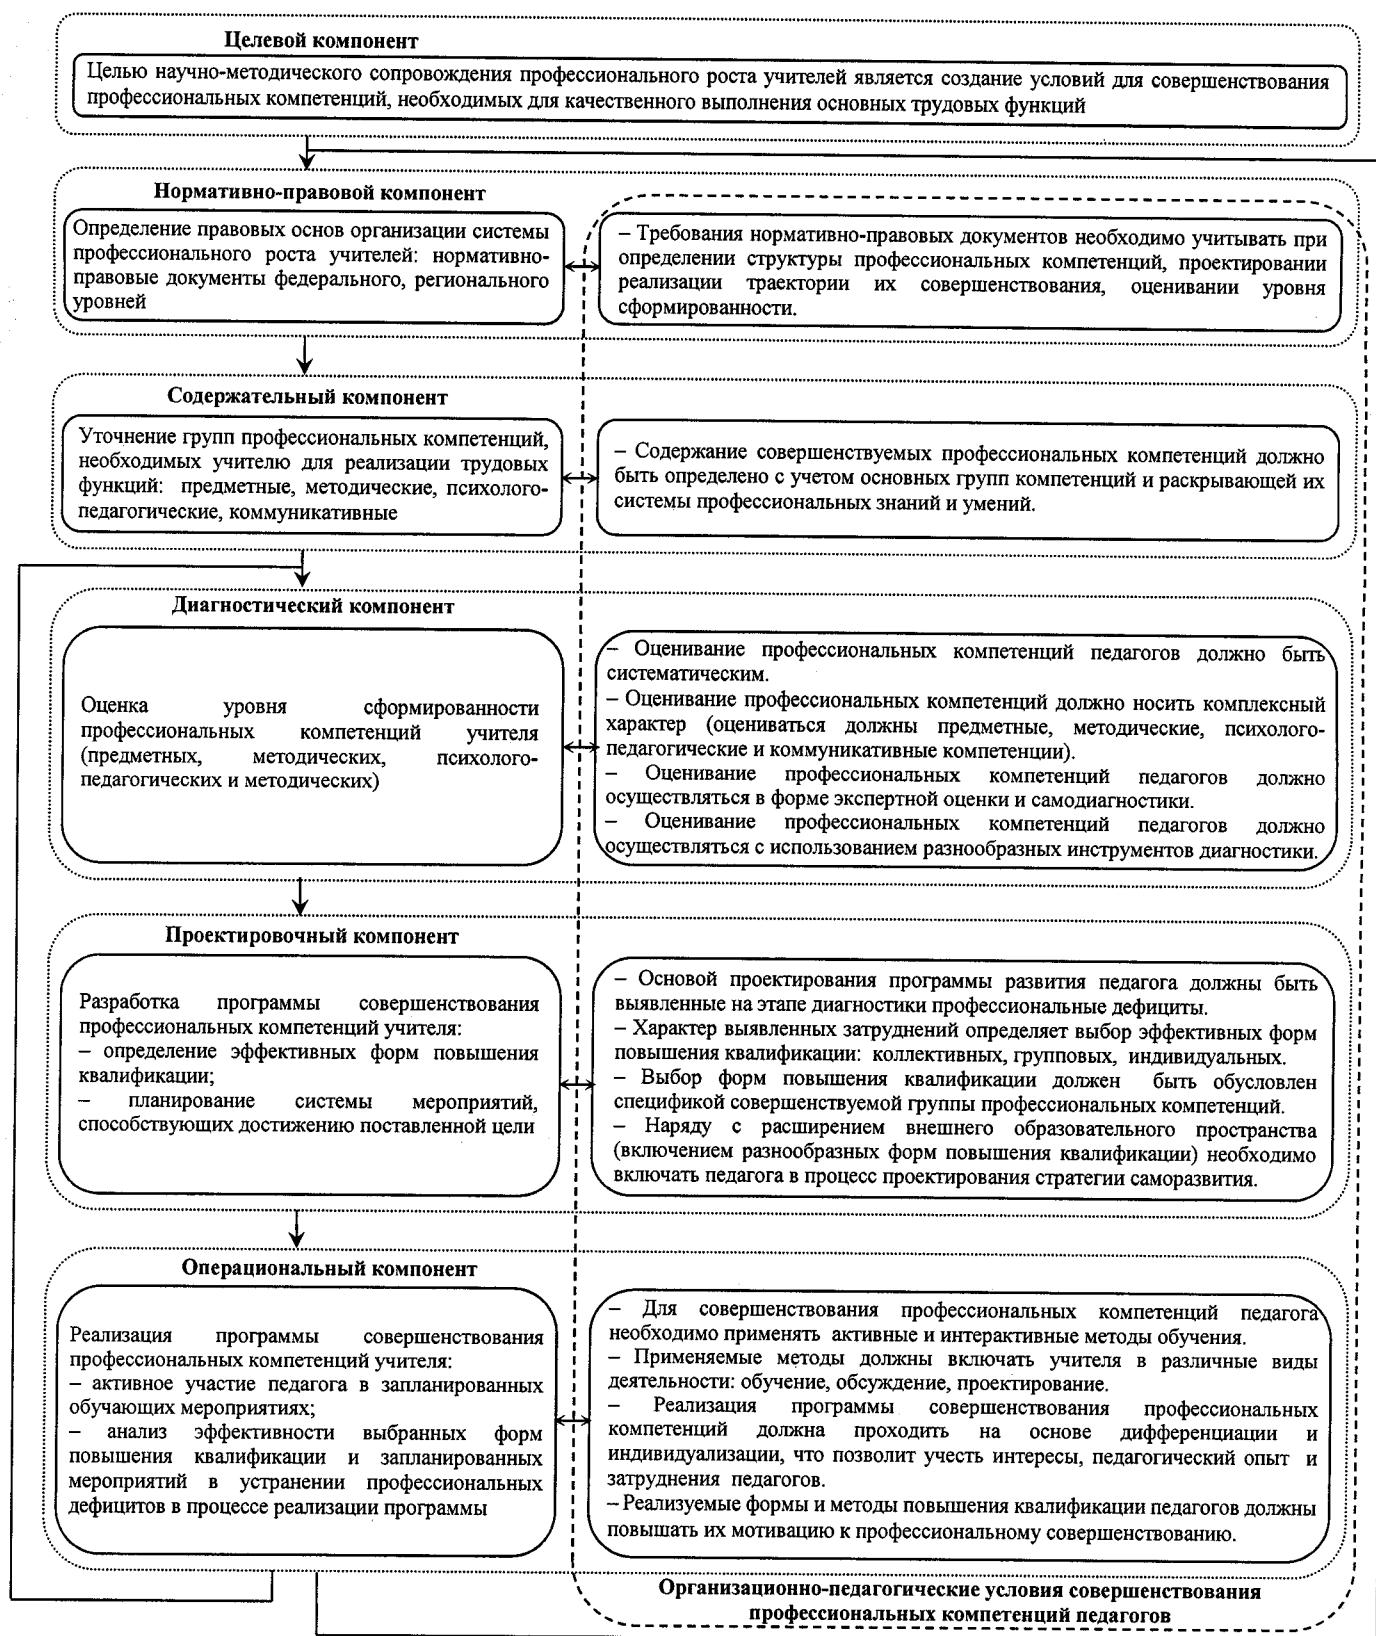 Целевой компонент
Целью научно-методического сопровождения профессионального роста учителей является создание условий для совершенствования
профессиональных компетенций, необходимых для качественного выполнения основных трудовых функций
Нормативно-правовой компонент
Определение правовых основ организации системы
профессионального роста учителей: нормативно-
правовые документы федерального, регионального
уровней
– Требования нормативно-правовых документов необходимо учитывать при
определении структуры профессиональных компетенций, проектировании
реализации траектории их совершенствования, оценивании уровня
сформированности.
Содержательный компонент
Уточнение групп профессиональных компетенций,
необходимых учителю для реализации трудовых
функций: предметные, методические, психолого-
педагогические, коммуникативные
– Содержание совершенствуемых профессиональных компетенций должно
быть определено с учетом основных групп компетенций и раскрывающей их
системы профессиональных знаний и умений.
Диагностический компонент
Оценка уровня сформированности
профессиональных компетенций учителя
(предметных, методических, психолого-
педагогических и методических)
– Оценивание профессиональных компетенций педагогов должно быть
систематическим.
– Оценивание профессиональных компетенций должно носить комплексный
характер (оцениваться должны предметные, методические, психолого-
педагогические и коммуникативные компетенции).
– Оценивание профессиональных компетенций педагогов должно
осуществляться в форме экспертной оценки и самодиагностики.
– Оценивание профессиональных компетенций педагогов должно
осуществляться с использованием разнообразных инструментов диагностики.
Проектировочный компонент
Разработка программы совершенствования
профессиональных компетенций учителя:
– определение эффективных форм повышения
квалификации;
– планирование системы мероприятий,
способствующих достижению поставленной цели
– Основой проектирования программы развития педагога должны быть
выявленные на этапе диагностики профессиональные дефициты.
– Характер выявленных затруднений определяет выбор эффективных форм
повышения квалификации: коллективных, групповых, индивидуальных.
– Выбор форм повышения квалификации должен быть обусловлен
спецификой совершенствуемой группы профессиональных компетенций.
– Наряду с расширением внешнего образовательного пространства
(включением разнообразных форм повышения квалификации) необходимо
включать педагога в процесс проектирования стратегии саморазвития.
Операциональный компонент
Реализация программы совершенствования
профессиональных компетенций учителя:
– активное участие педагога в запланированных
обучающих мероприятиях;
– анализ эффективности выбранных форм
повышения квалификации и запланированных
мероприятий в устранении профессиональных
дефицитов в процессе реализации программы
– Для совершенствования профессиональных компетенций педагога
необходимо применять активные и интерактивные методы обучения.
– Применяемые методы должны включать учителя в различные виды
деятельности: обучение, обсуждение, проектирование.
– Реализация программы совершенствования профессиональных
компетенций должна проходить на основе дифференциации и
индивидуализации, что позволит учесть интересы, педагогический опыт и
затруднения педагогов.
– Реализуемые формы и методы повышения квалификации педагогов должны
повышать их мотивацию к профессиональному совершенствованию.
Организационно-педагогические условия совершенствования
профессиональных компетенций педагогов